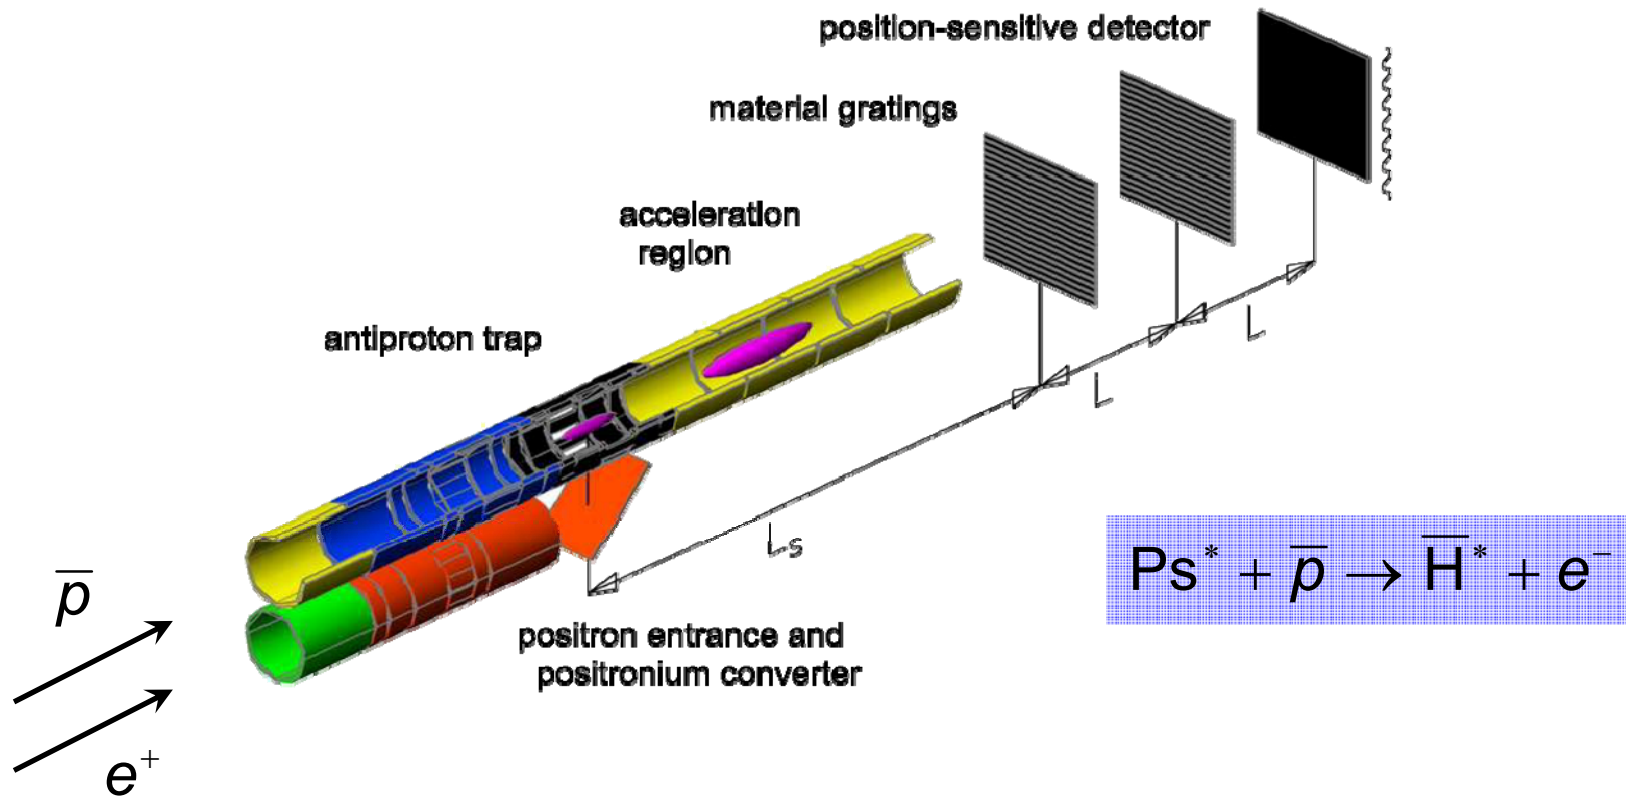 position-sensitive detector
material gratings
acceleration
region
antiproton trap
L
L
Ls
p̅
Ps* + p̅ → H̅* + e⁻
positron entrance and
positronium converter
e⁺